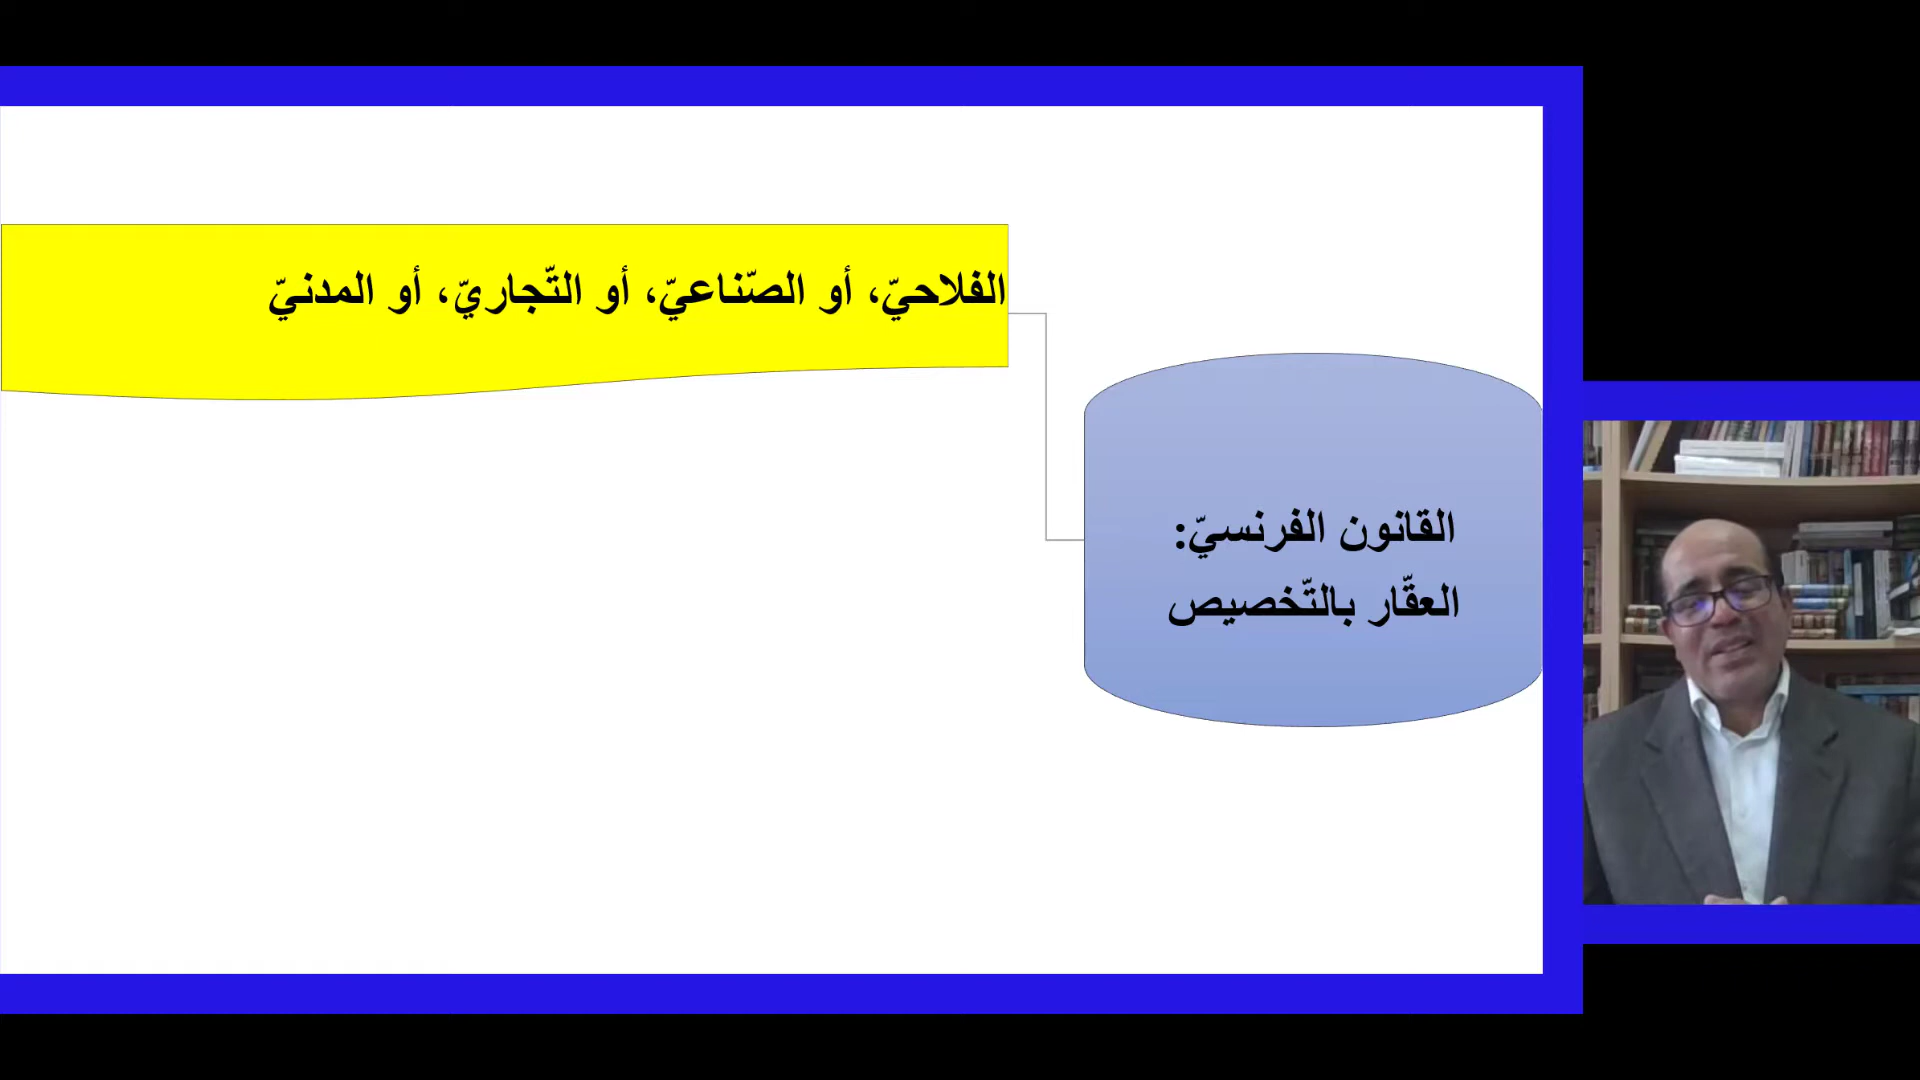 الفلاحيّ، أو الصّناعيّ، أو التّجاريّ، أو المدنيّ
القانون الفرنسيّ:
العقّار بالتّخصيص